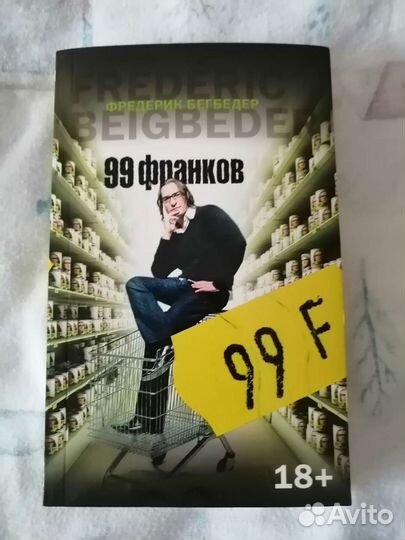 FREDERIC
ФРЕДЕРИК БЕГБЕДЕР
BEIGBEDER
99 франков
99 F
18+
Avito